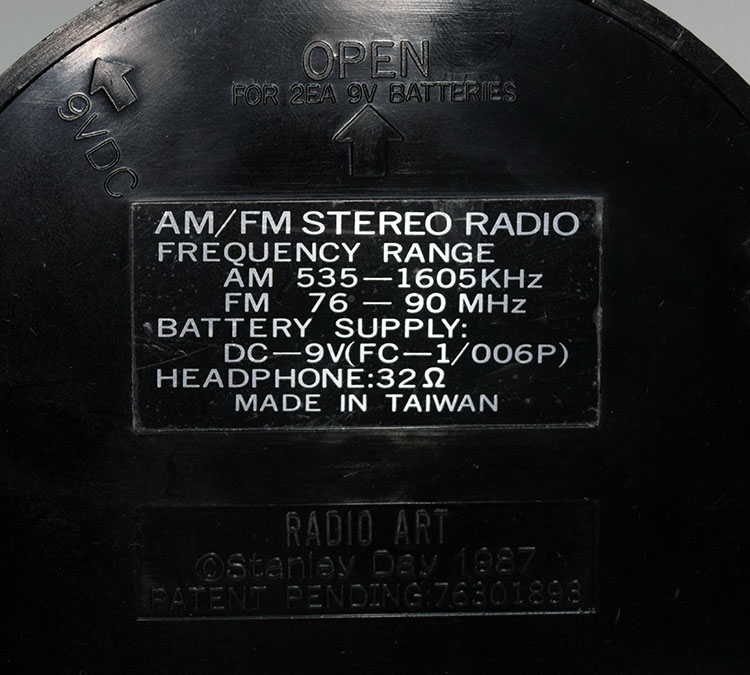 OPEN
FOR 2EA 9V BATTERIES
9VDC
AM/FM STEREO RADIO
FREQUENCY RANGE
AM 535—1605KHz
FM 76 — 90 MHz
BATTERY SUPPLY:
DC—9V(FC—1/006P)
HEADPHONE:32Ω
MADE IN TAIWAN
RADIO ART
©Stanley Day 1987
PATENT PENDING:76301893